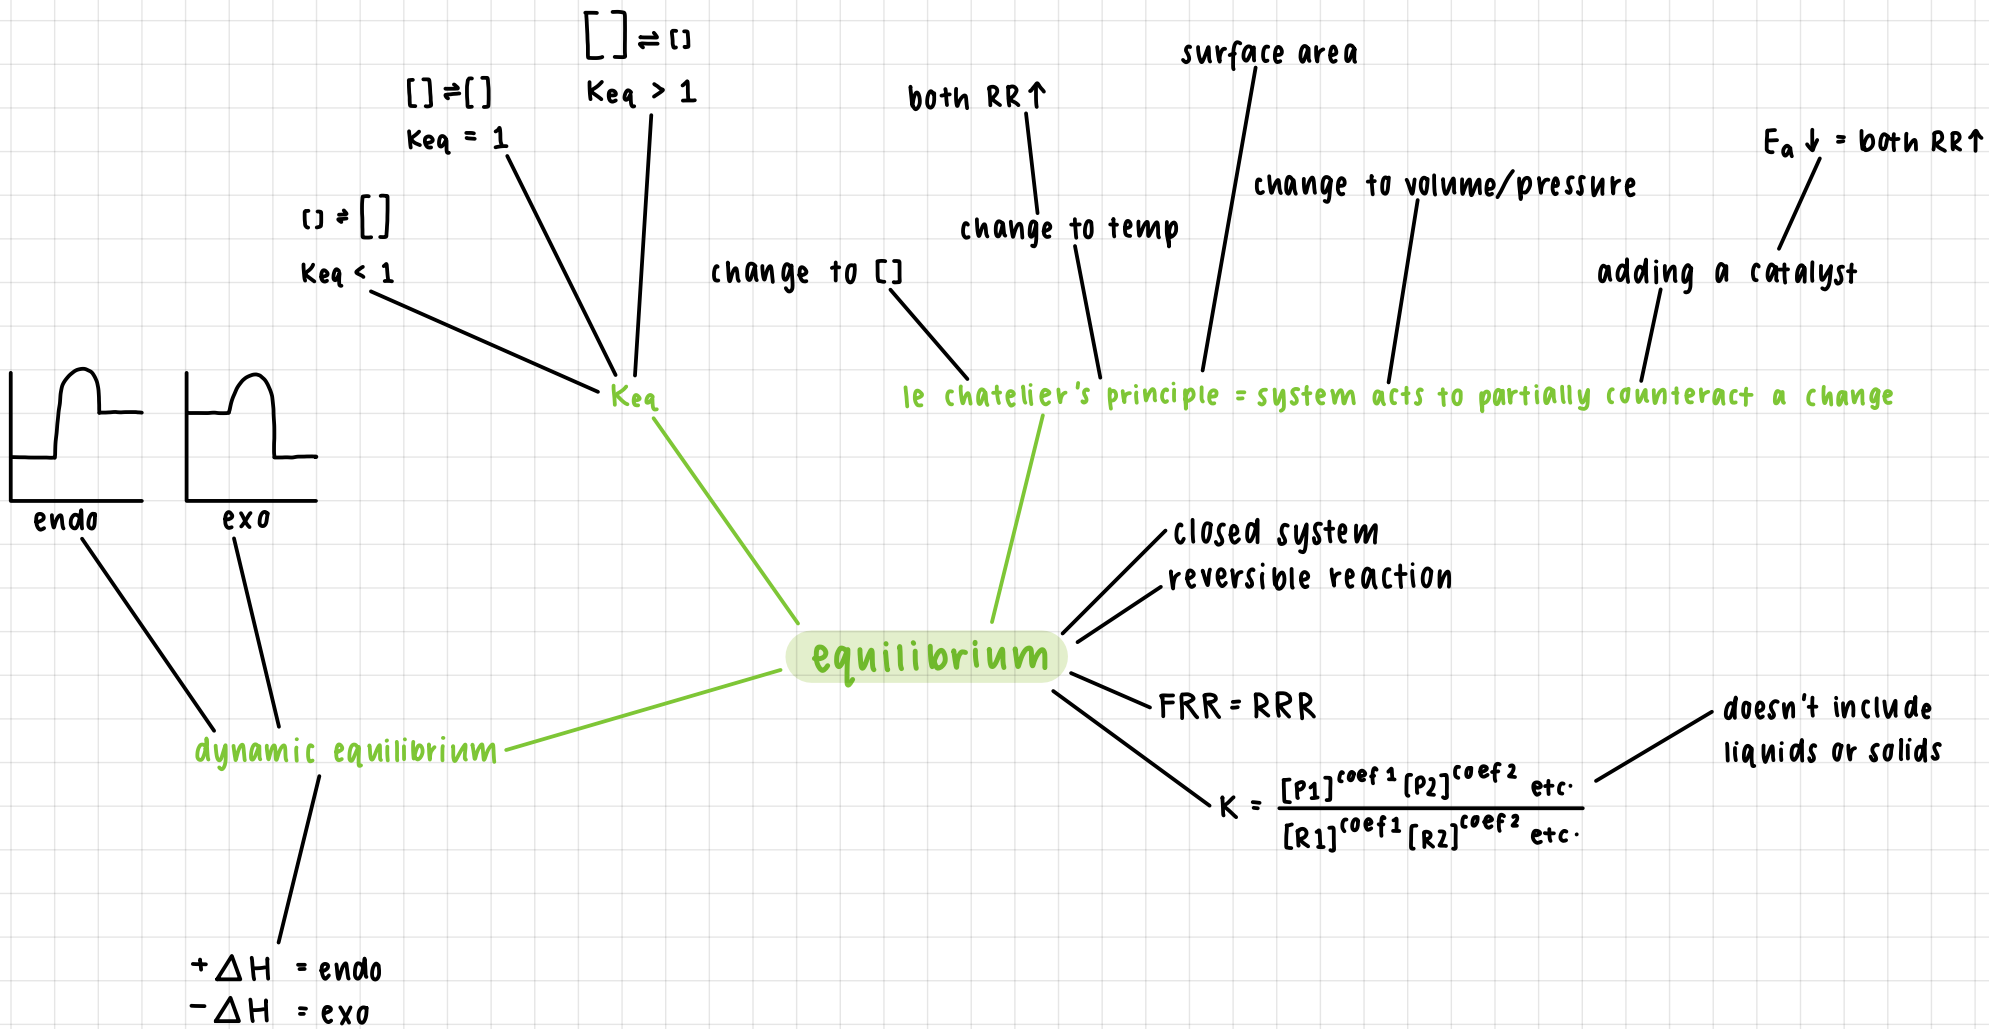 [ ] ⇌ [ ]
Keq > 1
[ ] ⇌ [ ]
Keq = 1
[ ] ⇌ [ ]
Keq < 1
Keq
surface area
both RR ↑
change to temp
change to [ ]
change to volume/pressure
Ea ↓ = both RR ↑
adding a catalyst
le chatelier's principle = system acts to partially counteract a change
endo
exo
closed system
reversible reaction
equilibrium
FRR = RRR
dynamic equilibrium
doesn't include
liquids or solids
K = [P1]^coef 1 [P2]^coef 2 etc.
[R1]^coef 1 [R2]^coef 2 etc.
+ΔH = endo
-ΔH = exo